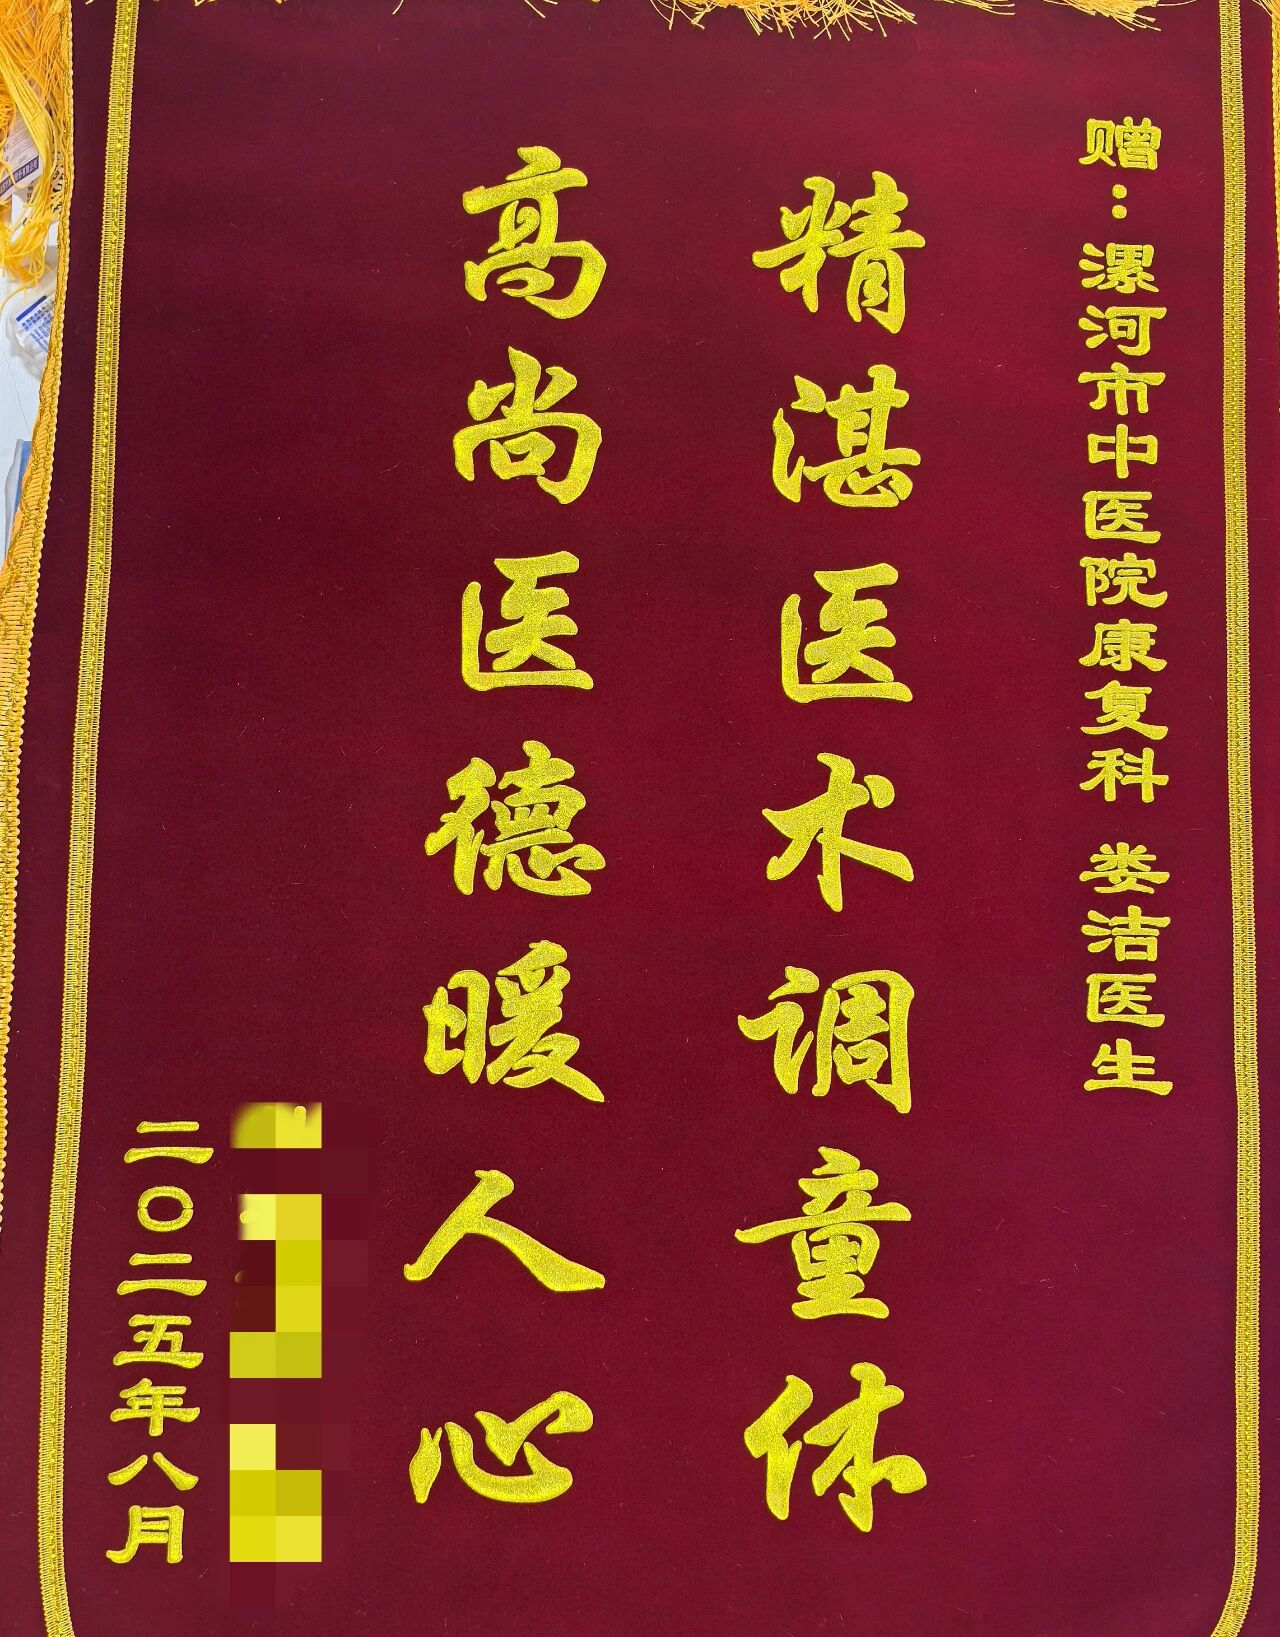 赠：漯河市中医院康复科 娄洁医生
精湛医术调童体
高尚医德暖人心
二〇二五年八月